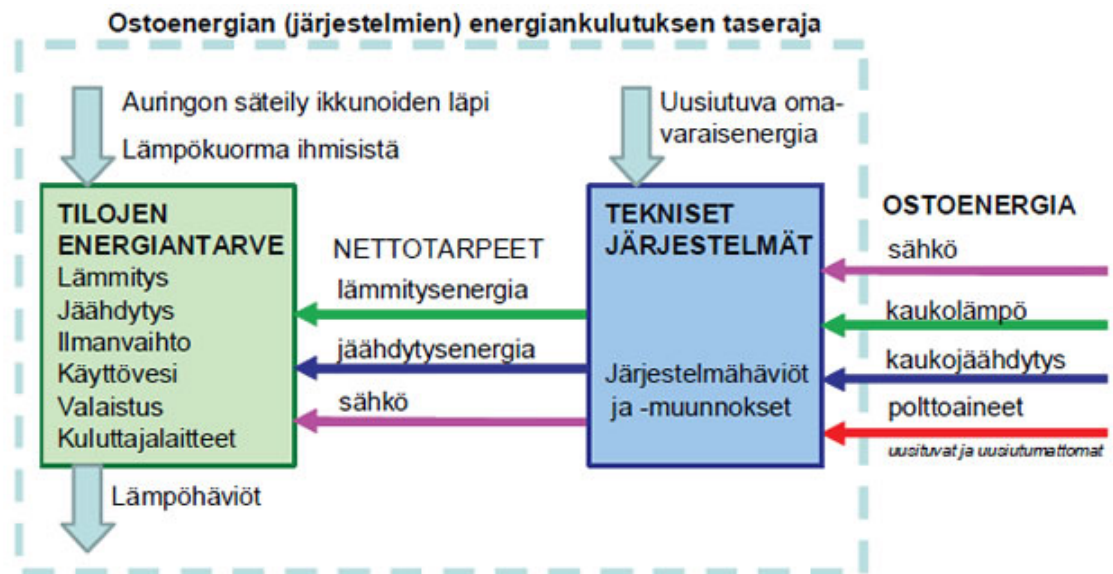 Ostoenergian (järjestelmien) energiankulutuksen taseraja
Auringon säteily ikkunoiden läpi
Lämpökuorma ihmisistä
Uusiutuva oma-
varaisenergia
TILOJEN
ENERGIANTARVE
Lämmitys
Jäähdytys
Ilmanvaihto
Käyttövesi
Valaistus
Kuluttajalaitteet
NETTOTARPEET
lämmitysenergia
jäähdytysenergia
sähkö
TEKNISET
JÄRJESTELMÄT
Järjestelmähäviöt
ja -muunnokset
OSTOENERGIA
sähkö
kaukolämpö
kaukojäähdytys
polttoaineet
uusituvat ja uusiutumattomat
Lämpöhäviöt